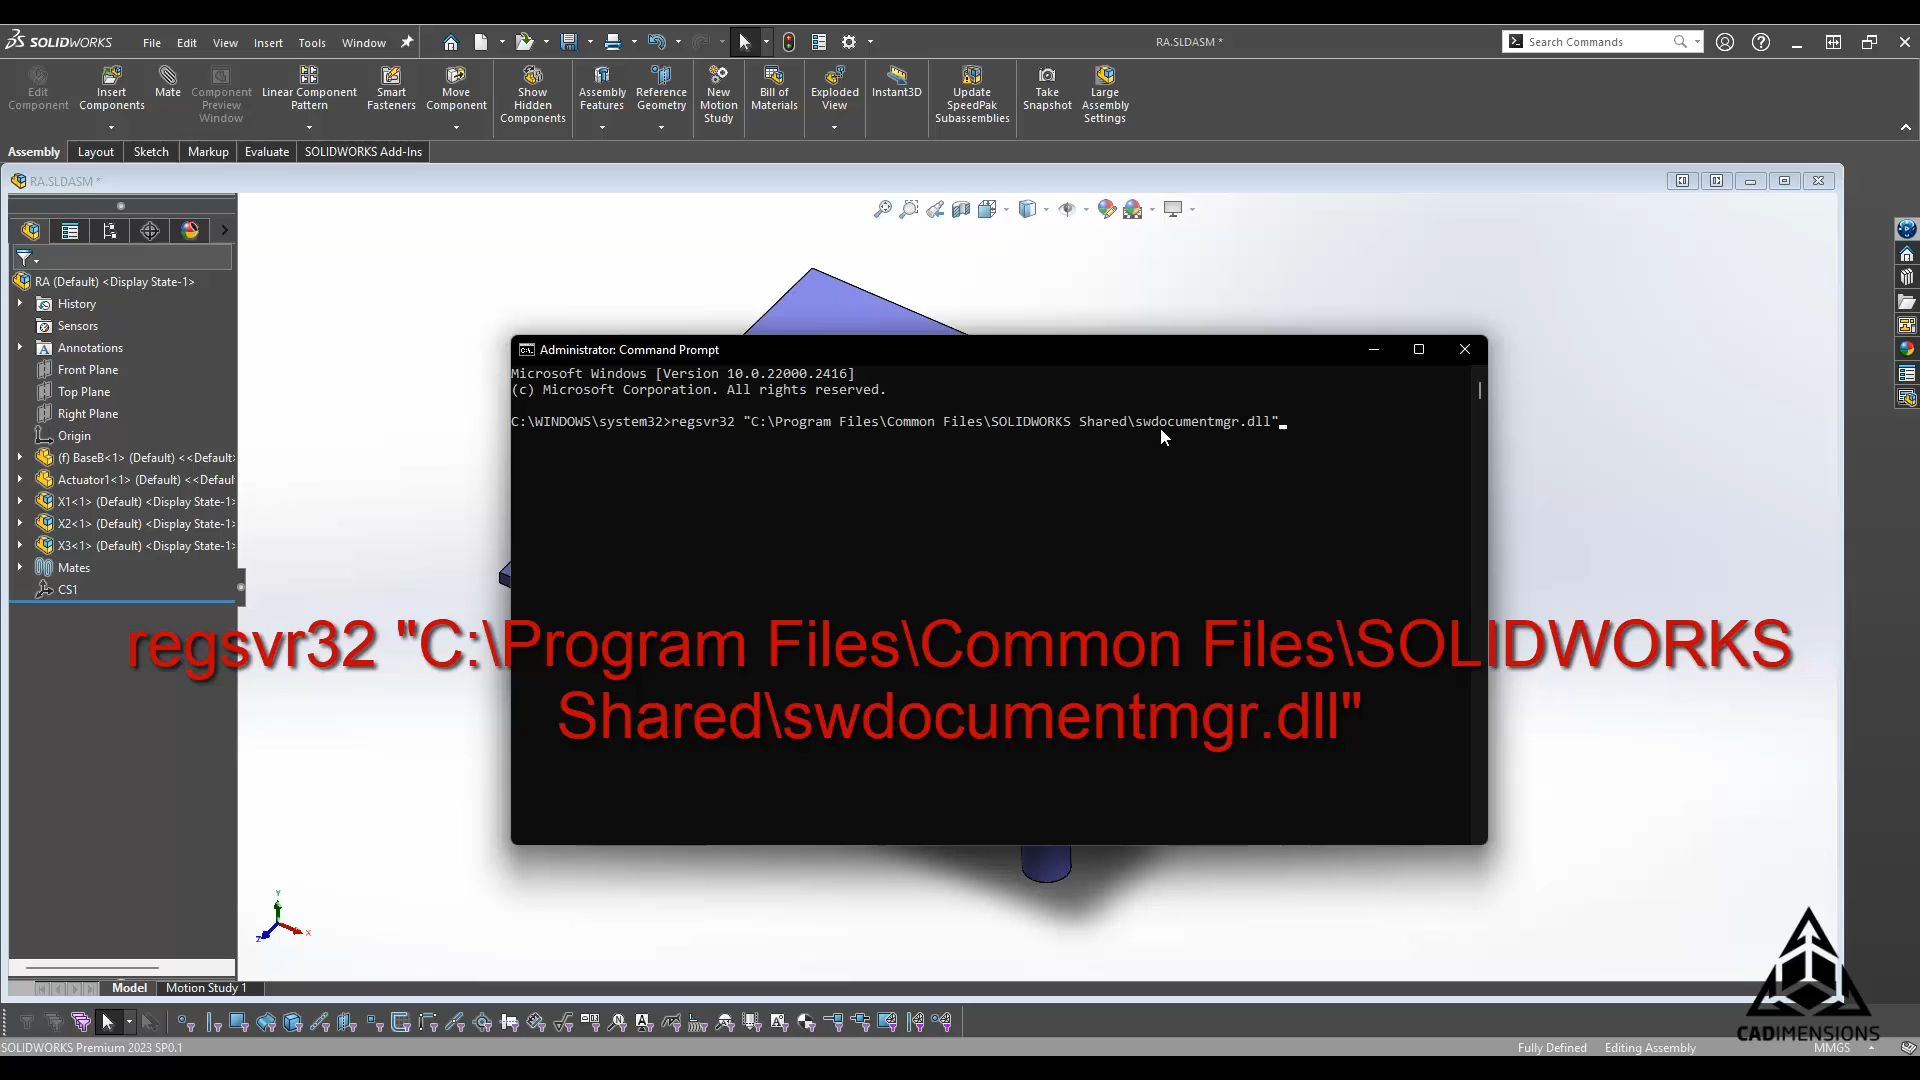 SOLIDWORKS
File Edit View Insert Tools Window
RA.SLDASM *
Search Commands
Edit Component
Insert Components
Mate
Component Preview Window
Linear Component Pattern
Smart Fasteners
Move Component
Show Hidden Components
Assembly Features
Reference Geometry
New Motion Study
Bill of Materials
Exploded View
Instant3D
Update SpeedPak Subassemblies
Take Snapshot
Large Assembly Settings
Assembly Layout Sketch Markup Evaluate SOLIDWORKS Add-Ins
RA.SLDASM *
RA (Default) <Display State-1>
History
Sensors
Annotations
Front Plane
Top Plane
Right Plane
Origin
(f) BaseB<1> (Default) <<Default>
Actuator1<1> (Default) <<Defaul
X1<1> (Default) <Display State-1>
X2<1> (Default) <Display State-1>
X3<1> (Default) <Display State-1>
Mates
CS1
Administrator: Command Prompt
Microsoft Windows [Version 10.0.22000.2416]
(c) Microsoft Corporation. All rights reserved.
C:\WINDOWS\system32>regsvr32 "C:\Program Files\Common Files\SOLIDWORKS Shared\swdocumentmgr.dll"
regsvr32 "C:\Program Files\Common Files\SOLIDWORKS
Shared\swdocumentmgr.dll"
Y
X
Z
Model Motion Study 1
CADIMENSIONS
SOLIDWORKS Premium 2023 SP0.1
Fully Defined Editing Assembly MMGS